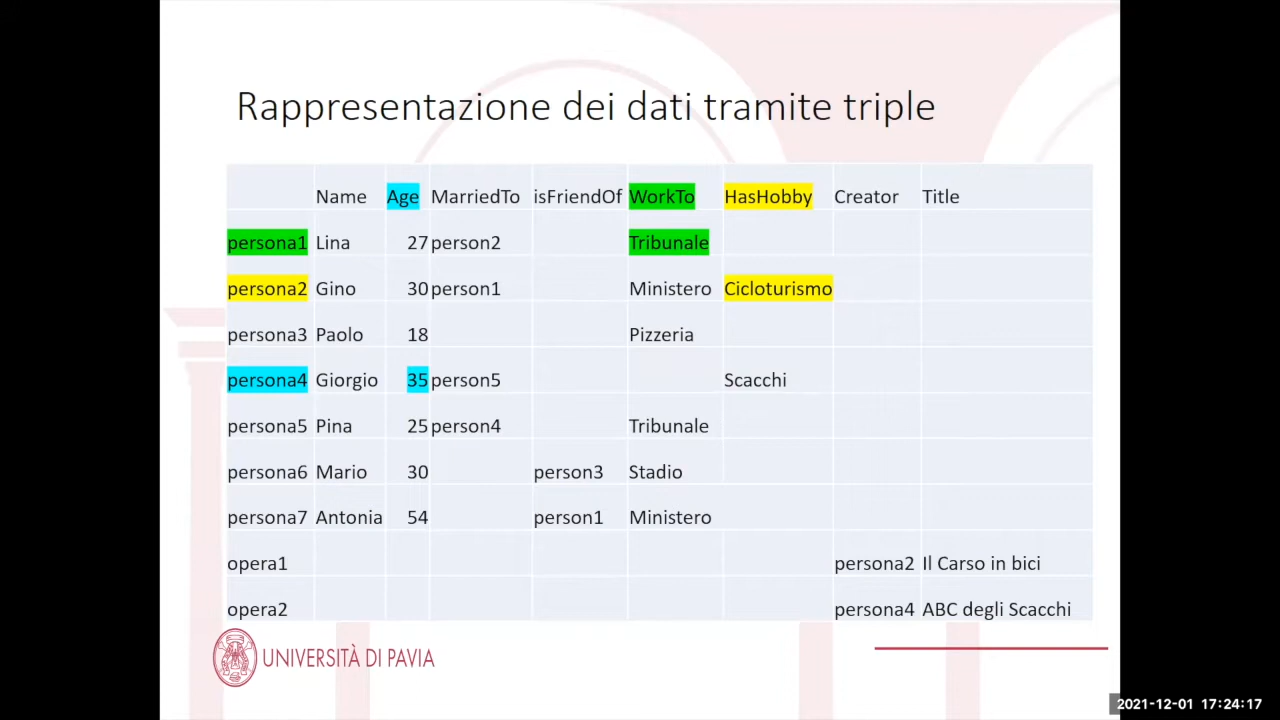 Rappresentazione dei dati tramite triple
Name Age MarriedTo isFriendOf WorkTo HasHobby Creator Title
persona1 Lina 27 person2 Tribunale
persona2 Gino 30 person1 Ministero Cicloturismo
persona3 Paolo 18 Pizzeria
persona4 Giorgio 35 person5 Scacchi
persona5 Pina 25 person4 Tribunale
persona6 Mario 30 person3 Stadio
persona7 Antonia 54 person1 Ministero
opera1 persona2 Il Carso in bici
opera2 persona4 ABC degli Scacchi
UNIVERSITÀ DI PAVIA
2021-12-01 17:24:17